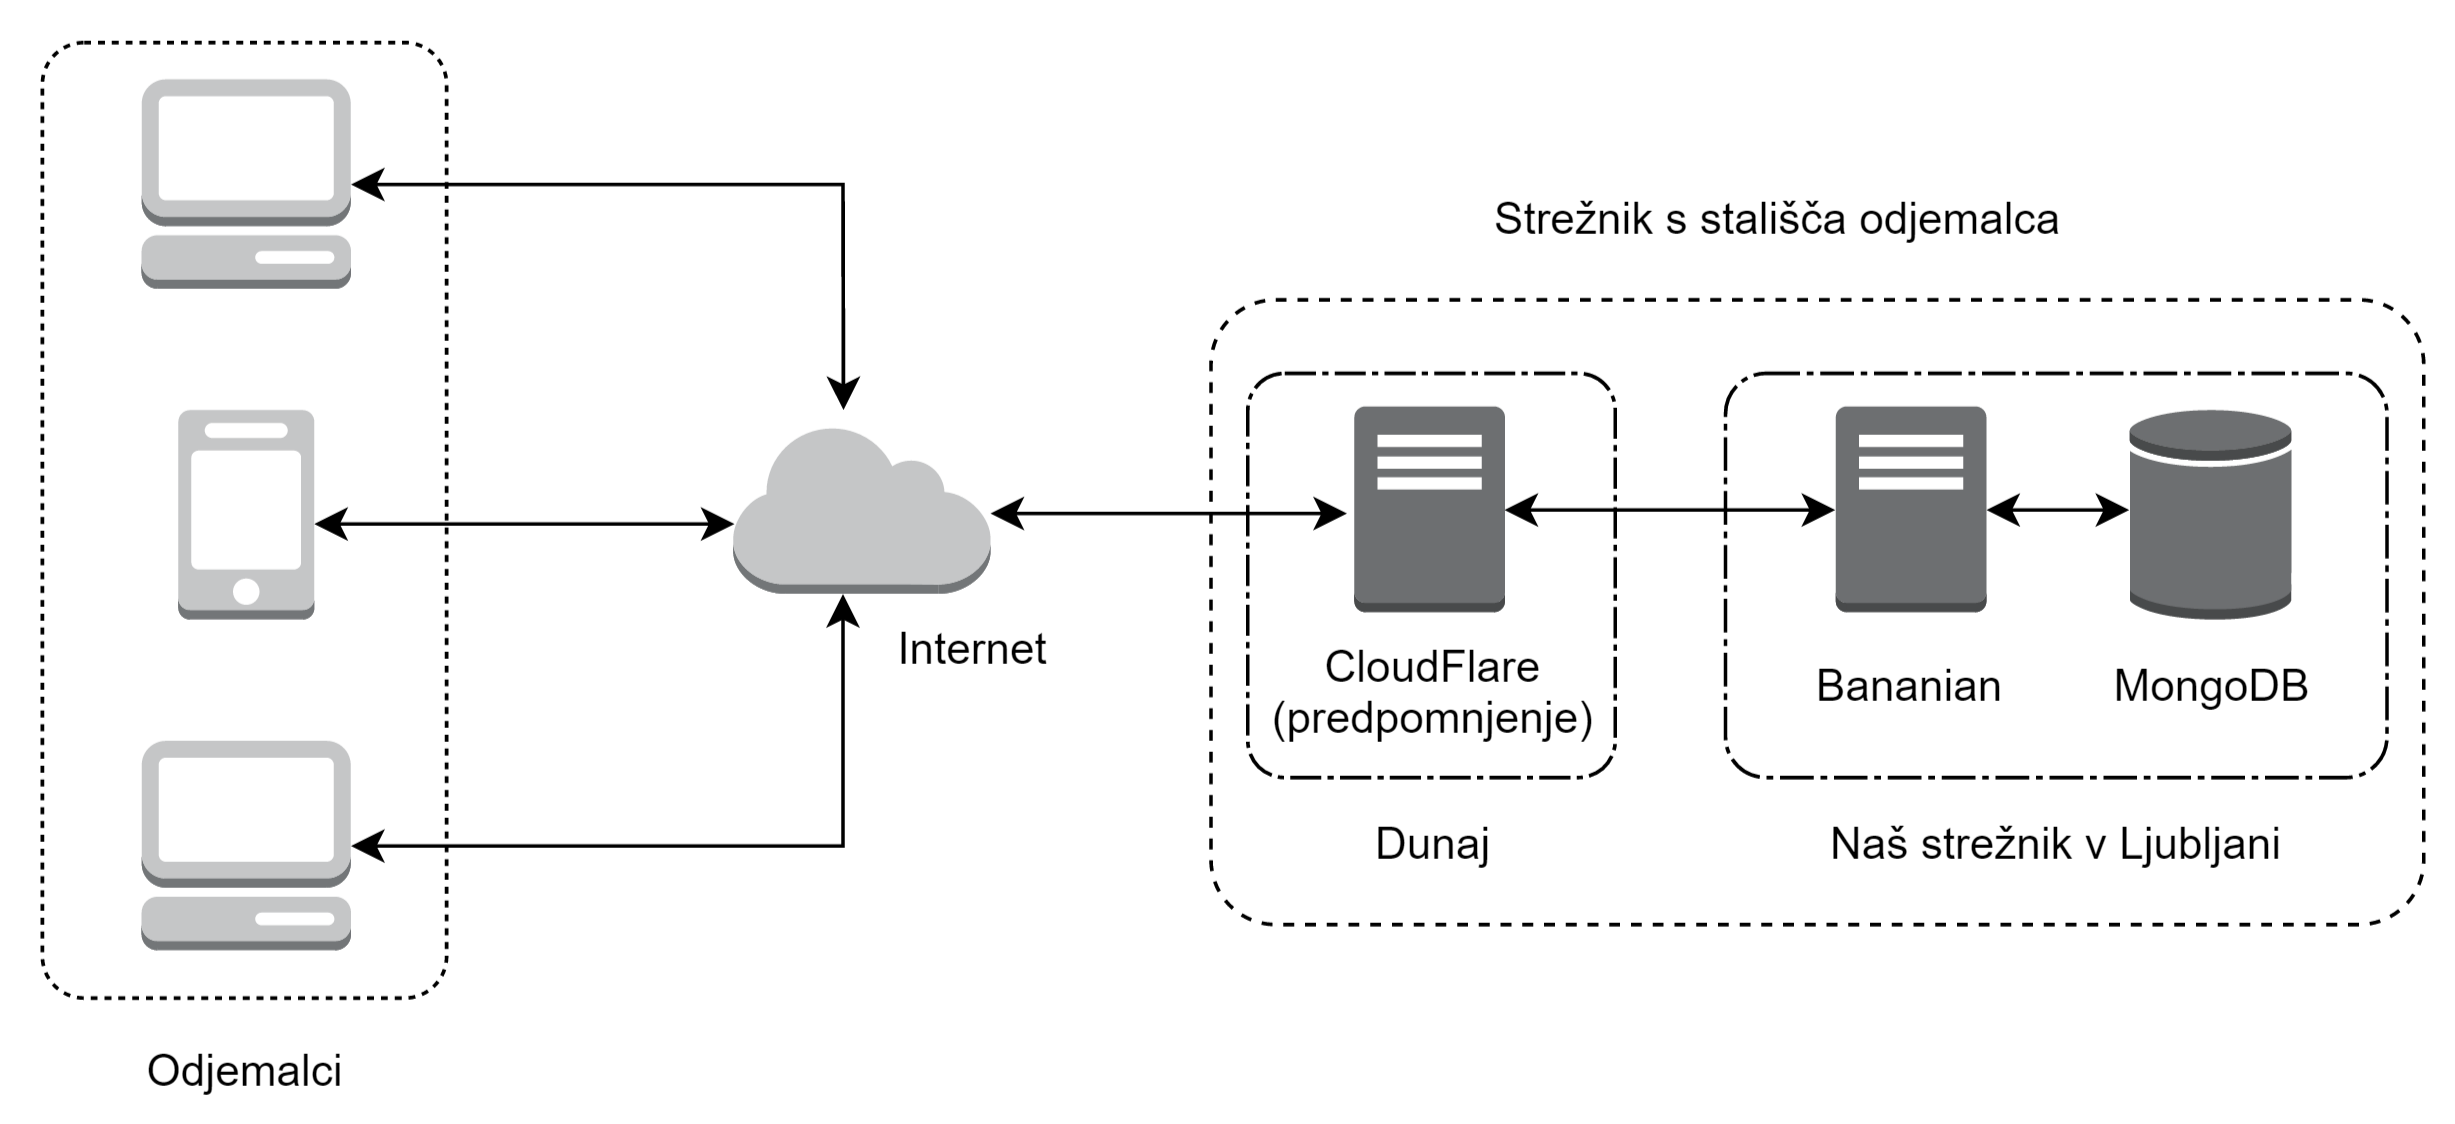 Strežnik s stališča odjemalca
Internet
CloudFlare
(predpomnjenje)
Bananian
MongoDB
Dunaj
Naš strežnik v Ljubljani
Odjemalci